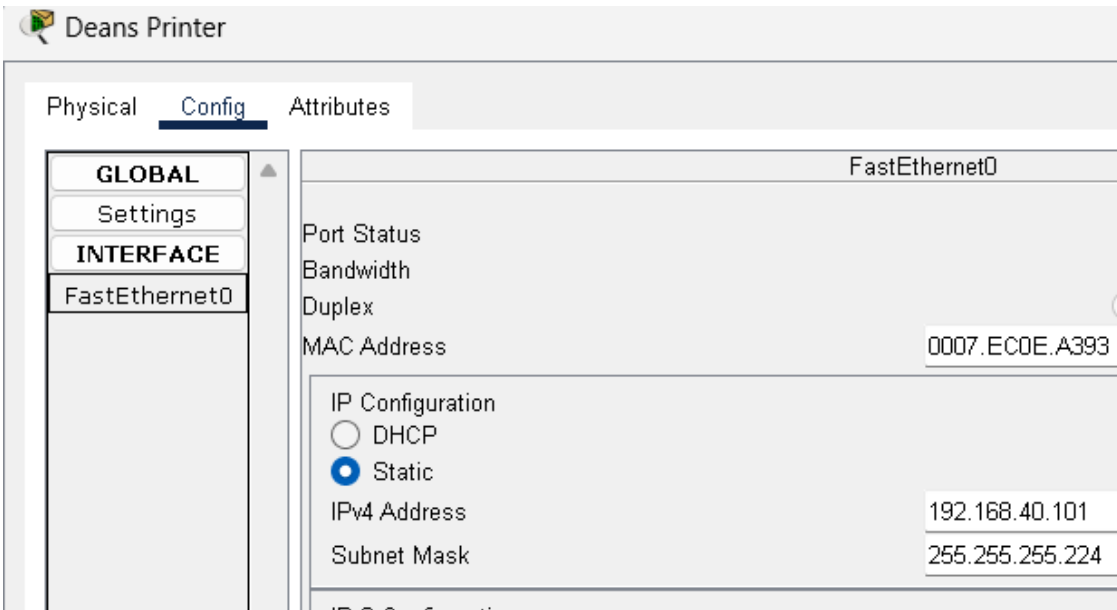 Deans Printer
Physical Config Attributes
GLOBAL
Settings
INTERFACE
FastEthernet0
FastEthernet0
Port Status
Bandwidth
Duplex
MAC Address 0007.EC0E.A393
IP Configuration
DHCP
Static
IPv4 Address 192.168.40.101
Subnet Mask 255.255.255.224